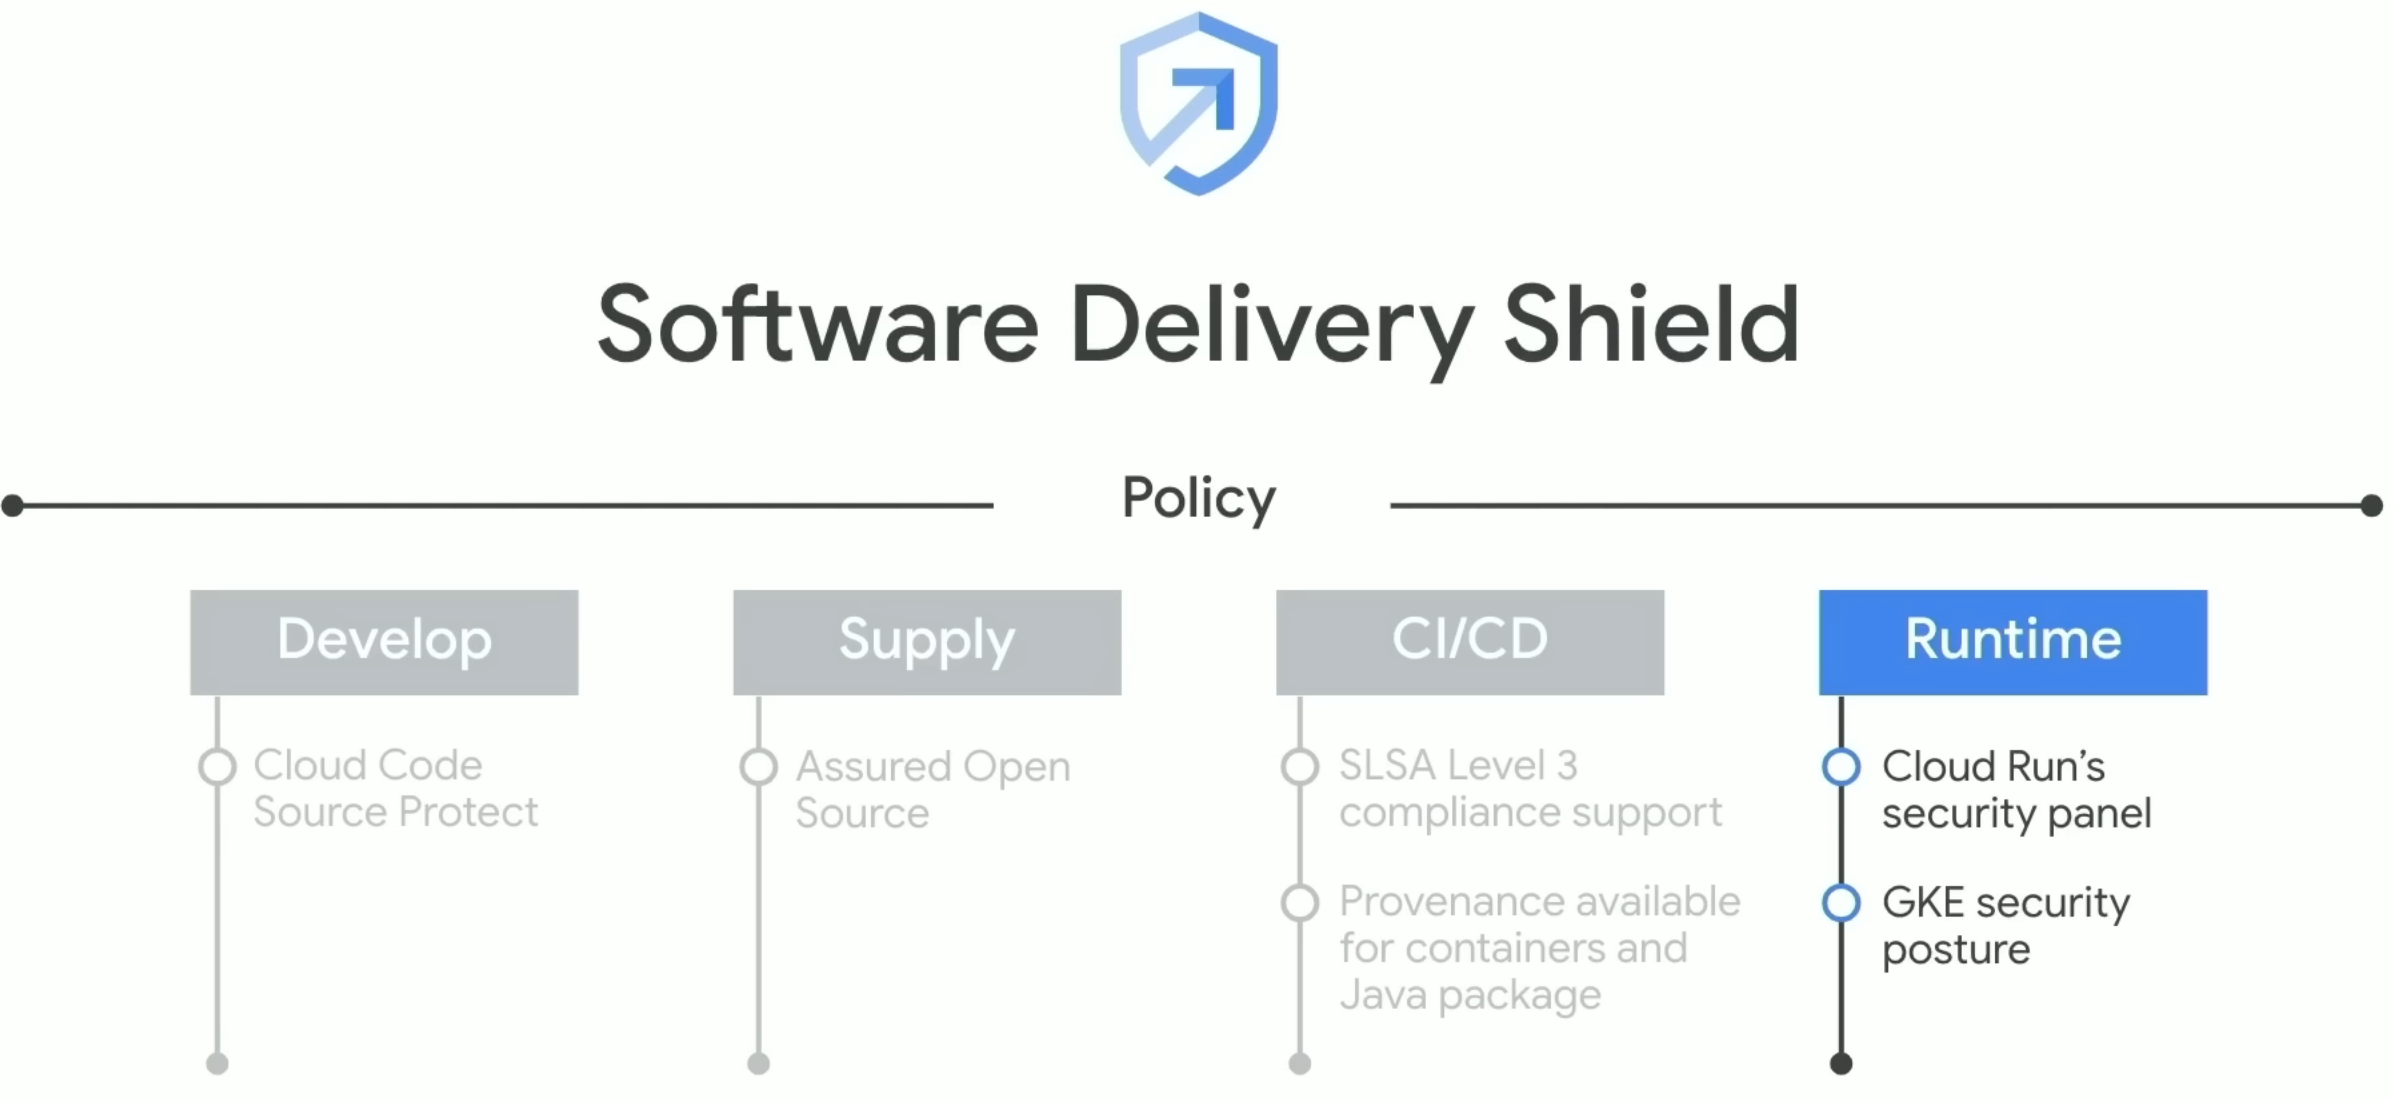 Software Delivery Shield
Policy
Develop
Cloud Code
Source Protect
Supply
Assured Open
Source
CI/CD
SLSA Level 3
compliance support
Provenance available
for containers and
Java package
Runtime
Cloud Run’s
security panel
GKE security
posture